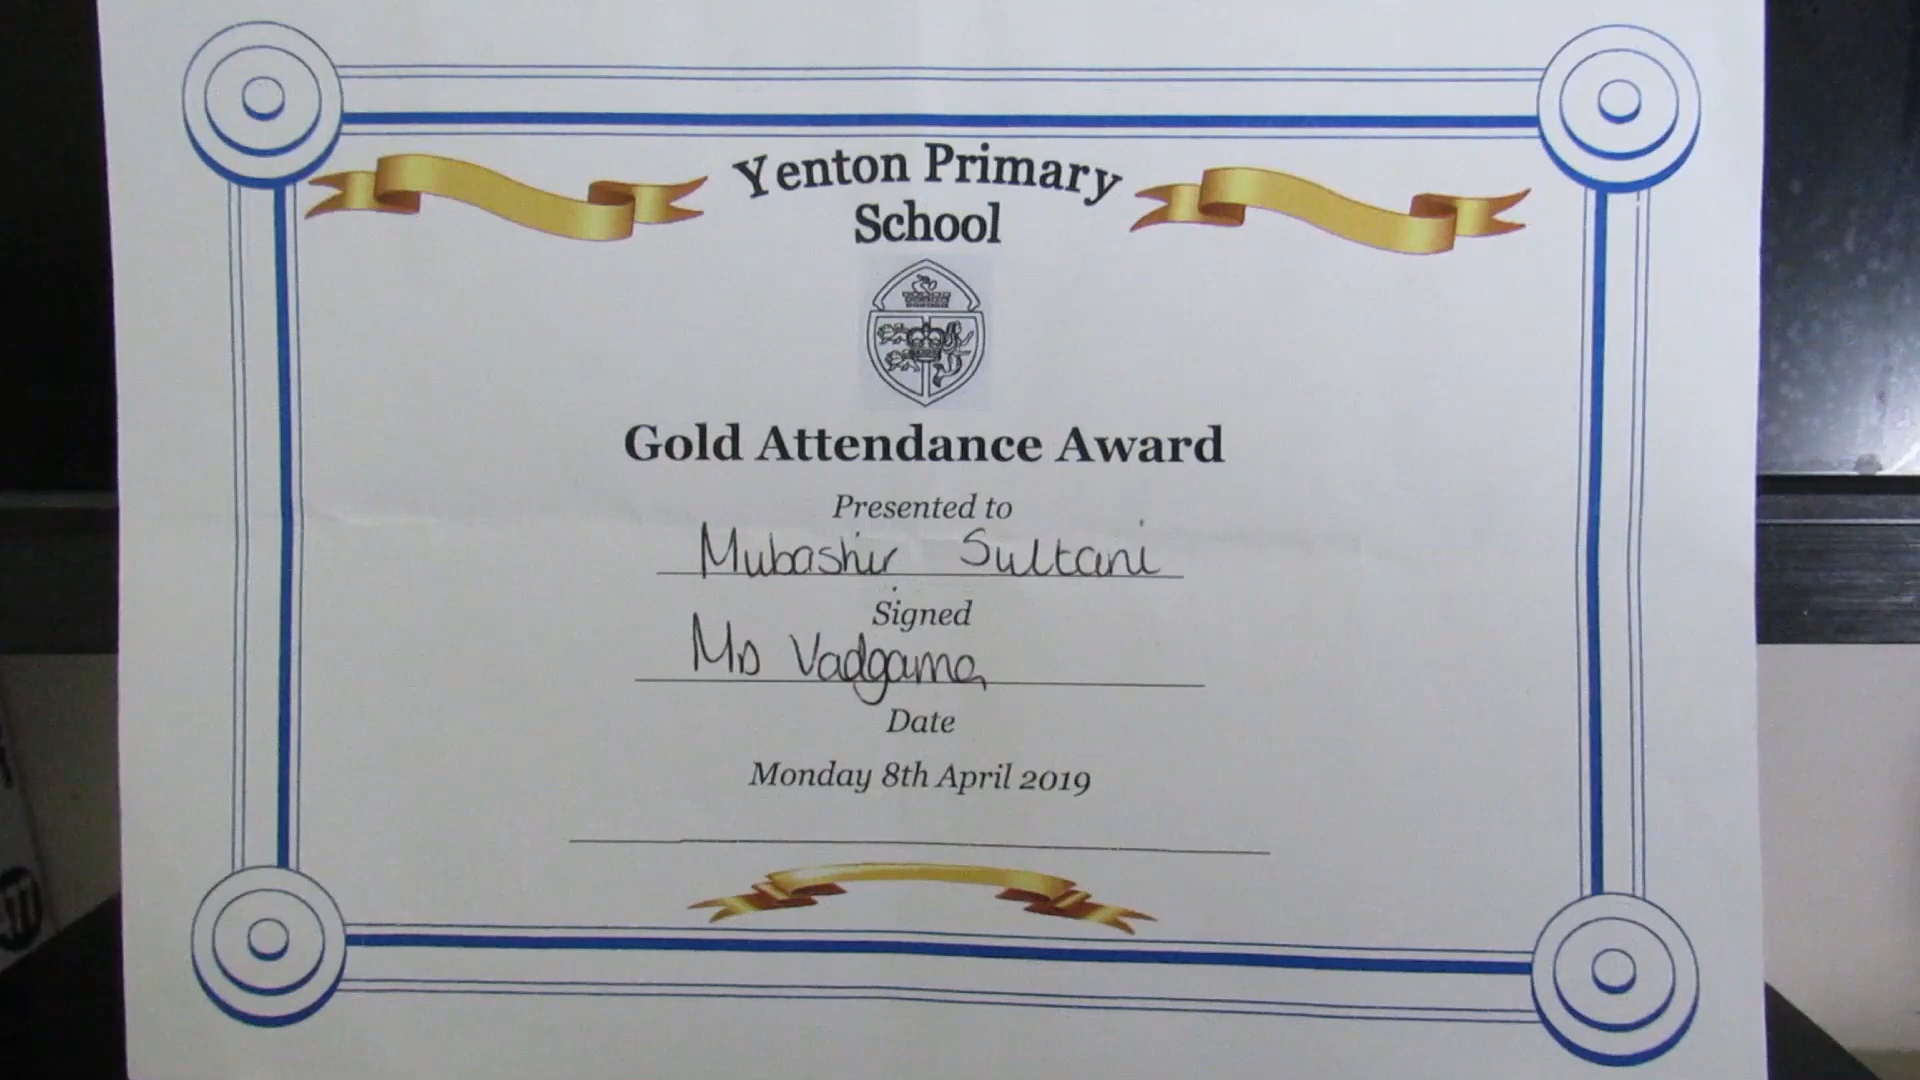 Yenton Primary
School
Gold Attendance Award
Presented to
Mubashir Sultani
Signed
Ms Vadgama
Date
Monday 8th April 2019